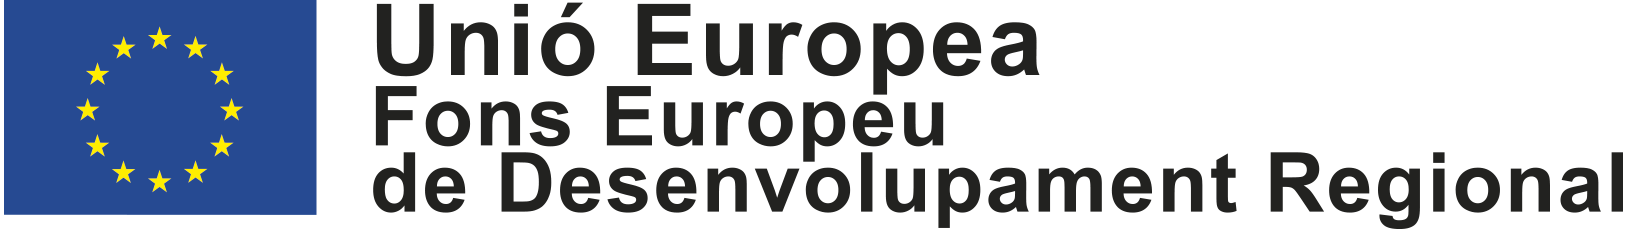 Unió Europea
Fons Europeu
de Desenvolupament Regional